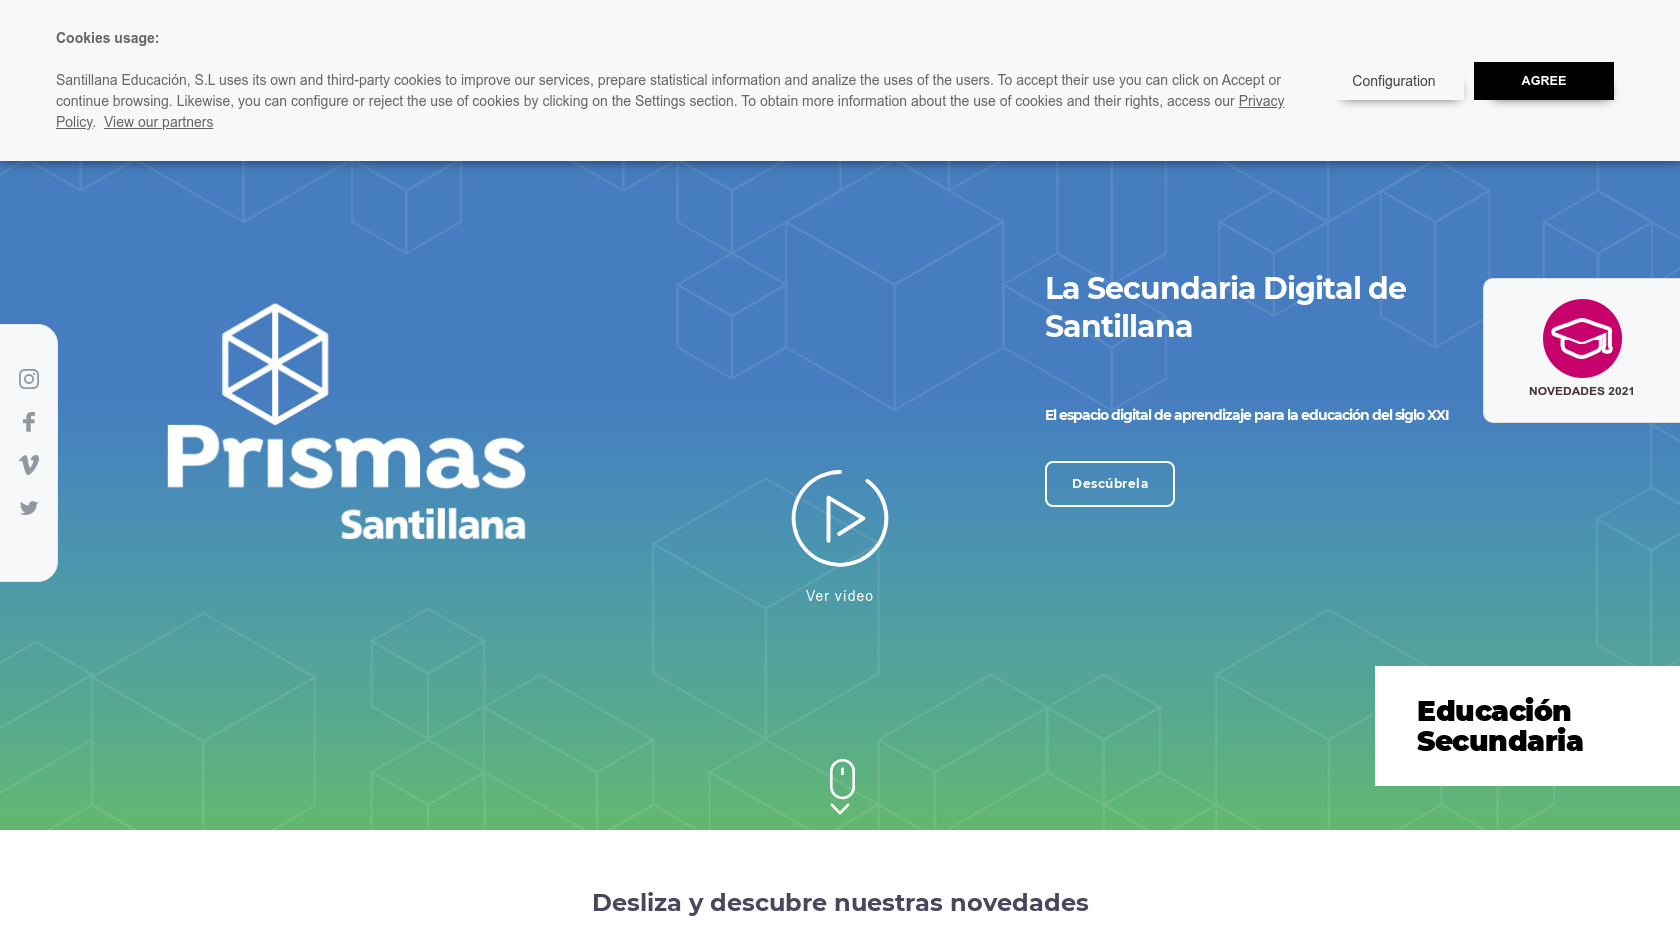 Cookies usage:
Santillana Educación, S.L uses its own and third-party cookies to improve our services, prepare statistical information and analize the uses of the users. To accept their use you can click on Accept or
continue browsing. Likewise, you can configure or reject the use of cookies by clicking on the Settings section. To obtain more information about the use of cookies and their rights, access our Privacy
Policy. View our partners
Configuration
AGREE
Prismas
Santillana
Ver vídeo
La Secundaria Digital de
Santillana
El espacio digital de aprendizaje para la educación del siglo XXI
Descúbrela
NOVEDADES 2021
Educación
Secundaria
Desliza y descubre nuestras novedades